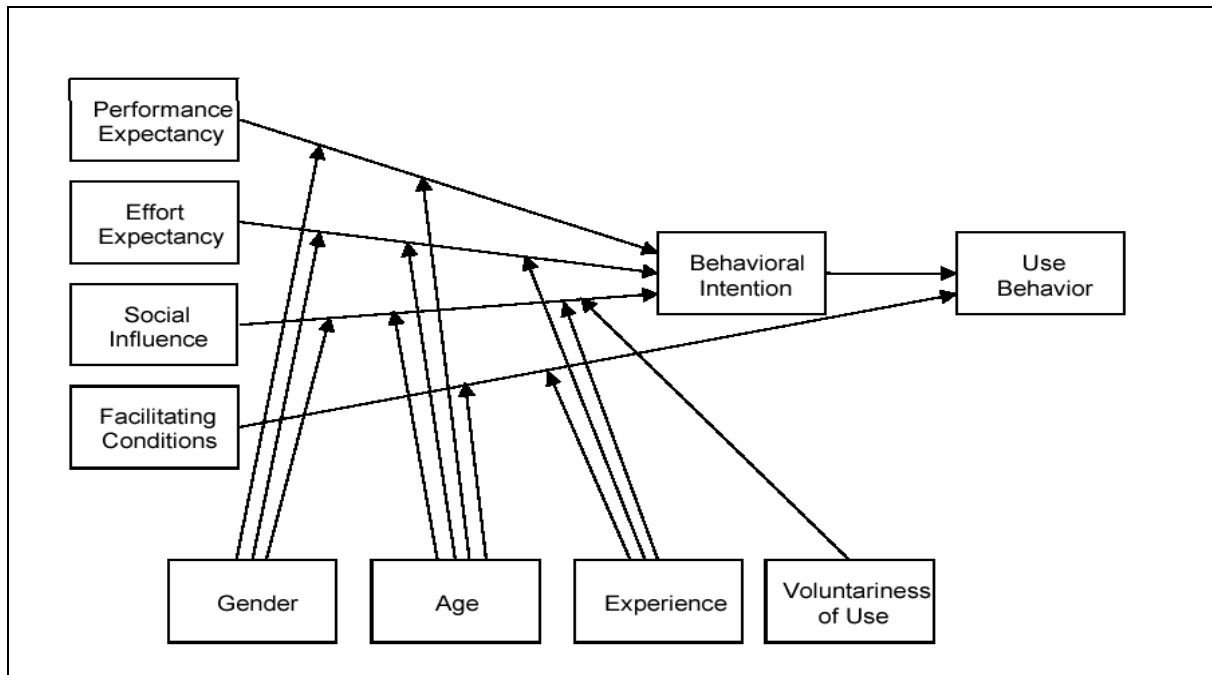 Performance
Expectancy
Effort
Expectancy
Social
Influence
Facilitating
Conditions
Behavioral
Intention
Use
Behavior
Gender
Age
Experience
Voluntariness
of Use